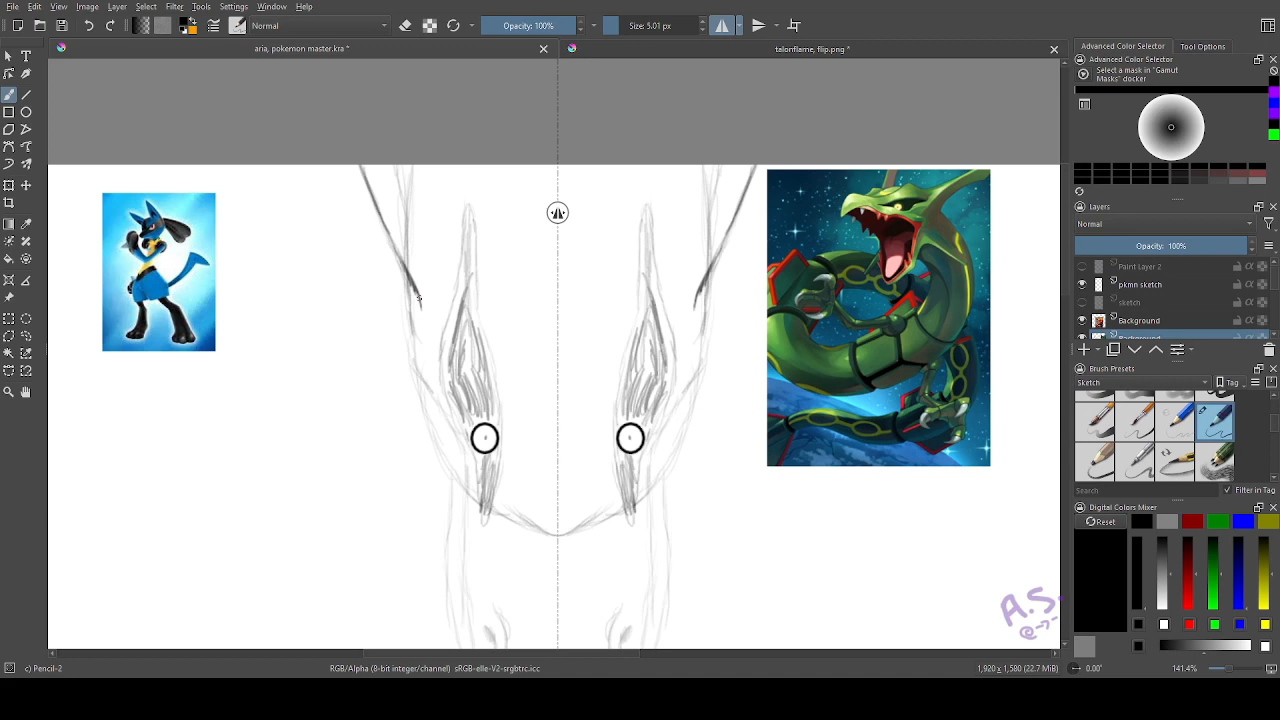 File Edit View Image Layer Select Filter Tools Settings Window Help
Normal Opacity: 100% Size: 5.01 px
aria, pokemon master.kra * talonflame, flip.png *
Advanced Color Selector Tool Options
Advanced Color Selector
Select a mask in "Gamut
Masks" docker
Layers
Normal
Opacity: 100%
Paint Layer 2
pkmn sketch
sketch
Background
Background
Brush Presets
Sketch Tag
Search Filter in Tag
Digital Colors Mixer
Reset
A.S.
c) Pencil-2 RGB/Alpha (8-bit integer/channel) sRGB-elle-V2-srgbtrc.icc 1,920 x 1,580 (22.7 MiB) 0.00° 141.4%